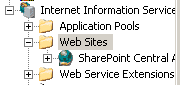 Internet Information Service
Application Pools
Web Sites
SharePoint Central A
Web Service Extensions